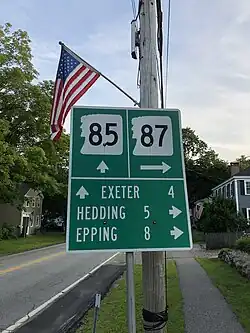 85 87
↑ →
↑ EXETER 4
HEDDING 5 →
EPPING 8 →